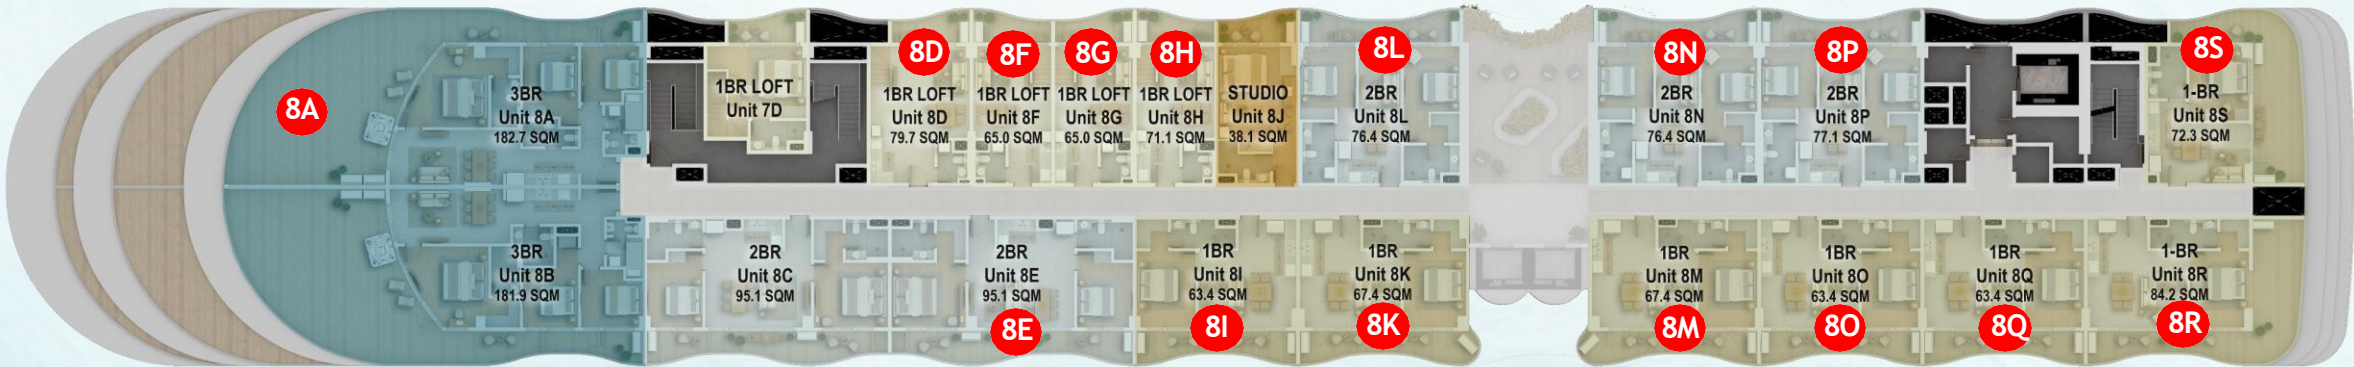 8A
3BR
Unit 8A
182.7 SQM
1BR LOFT
Unit 7D
8D
1BR LOFT
Unit 8D
79.7 SQM
8F
1BR LOFT
Unit 8F
65.0 SQM
8G
1BR LOFT
Unit 8G
65.0 SQM
8H
1BR LOFT
Unit 8H
71.1 SQM
STUDIO
Unit 8J
38.1 SQM
8L
2BR
Unit 8L
76.4 SQM
8N
2BR
Unit 8N
76.4 SQM
8P
2BR
Unit 8P
77.1 SQM
8S
1-BR
Unit 8S
72.3 SQM
3BR
Unit 8B
181.9 SQM
2BR
Unit 8C
95.1 SQM
2BR
Unit 8E
95.1 SQM
8E
1BR
Unit 8I
63.4 SQM
8I
1BR
Unit 8K
67.4 SQM
8K
1BR
Unit 8M
67.4 SQM
8M
1BR
Unit 8O
63.4 SQM
8O
1BR
Unit 8Q
63.4 SQM
8Q
1-BR
Unit 8R
84.2 SQM
8R